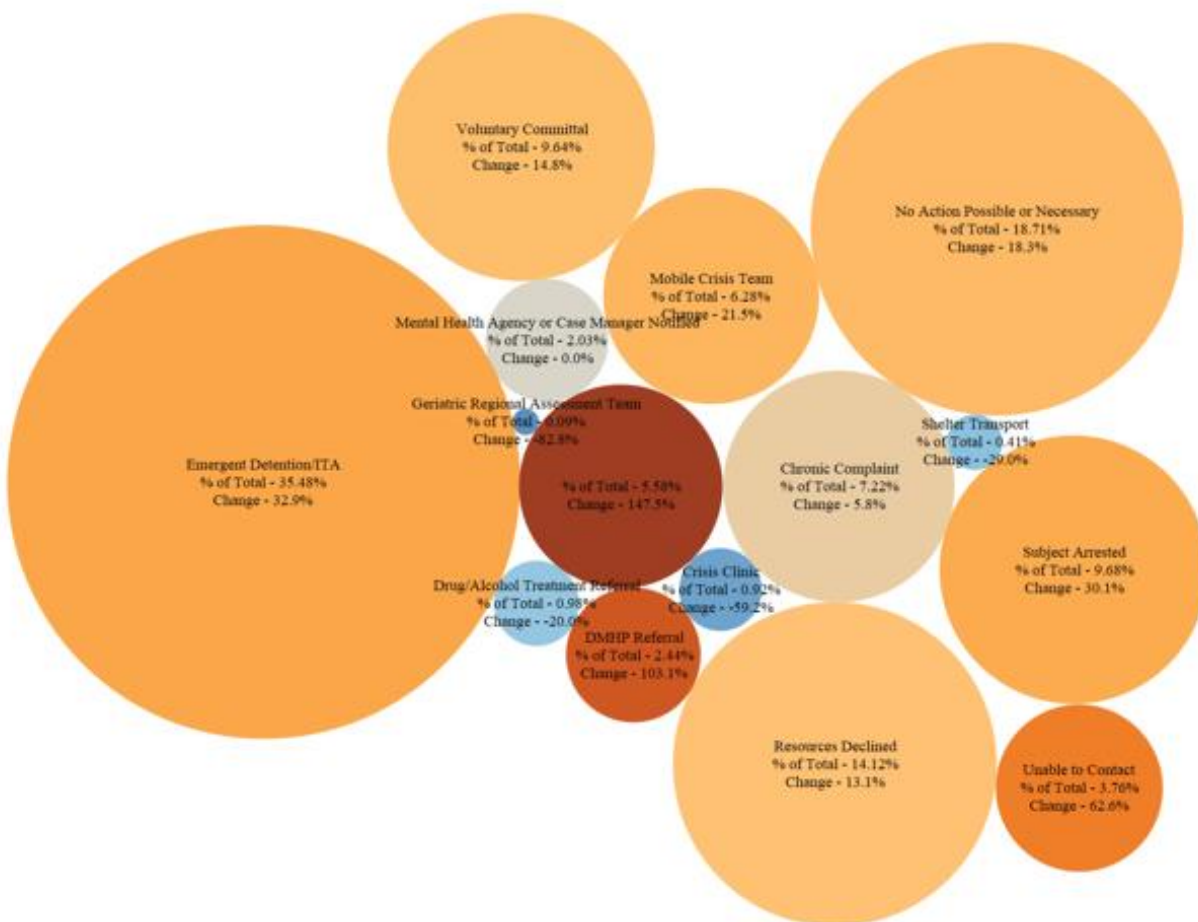 Voluntary Committal
% of Total - 9.64%
Change - 14.8%
No Action Possible or Necessary
% of Total - 18.71%
Change - 18.3%
Mobile Crisis Team
% of Total - 6.28%
Change - 21.5%
Mental Health Agency or Case Manager Notified
% of Total - 2.03%
Change - 0.0%
Geriatric Regional Assessment Team
% of Total - 0.09%
Change - -82.8%
Shelter Transport
% of Total - 0.41%
Change - -29.0%
Emergent Detention/ITA
% of Total - 35.48%
Change - 32.9%
% of Total - 5.58%
Change - 147.5%
Chronic Complaint
% of Total - 7.22%
Change - 5.8%
Subject Arrested
% of Total - 9.68%
Change - 30.1%
Drug/Alcohol Treatment Referral
% of Total - 0.98%
Change - -20.0%
Crisis Clinic
% of Total - 0.92%
Change - -59.2%
DMHP Referral
% of Total - 2.44%
Change - 103.1%
Resources Declined
% of Total - 14.12%
Change - 13.1%
Unable to Contact
% of Total - 3.76%
Change - 62.6%